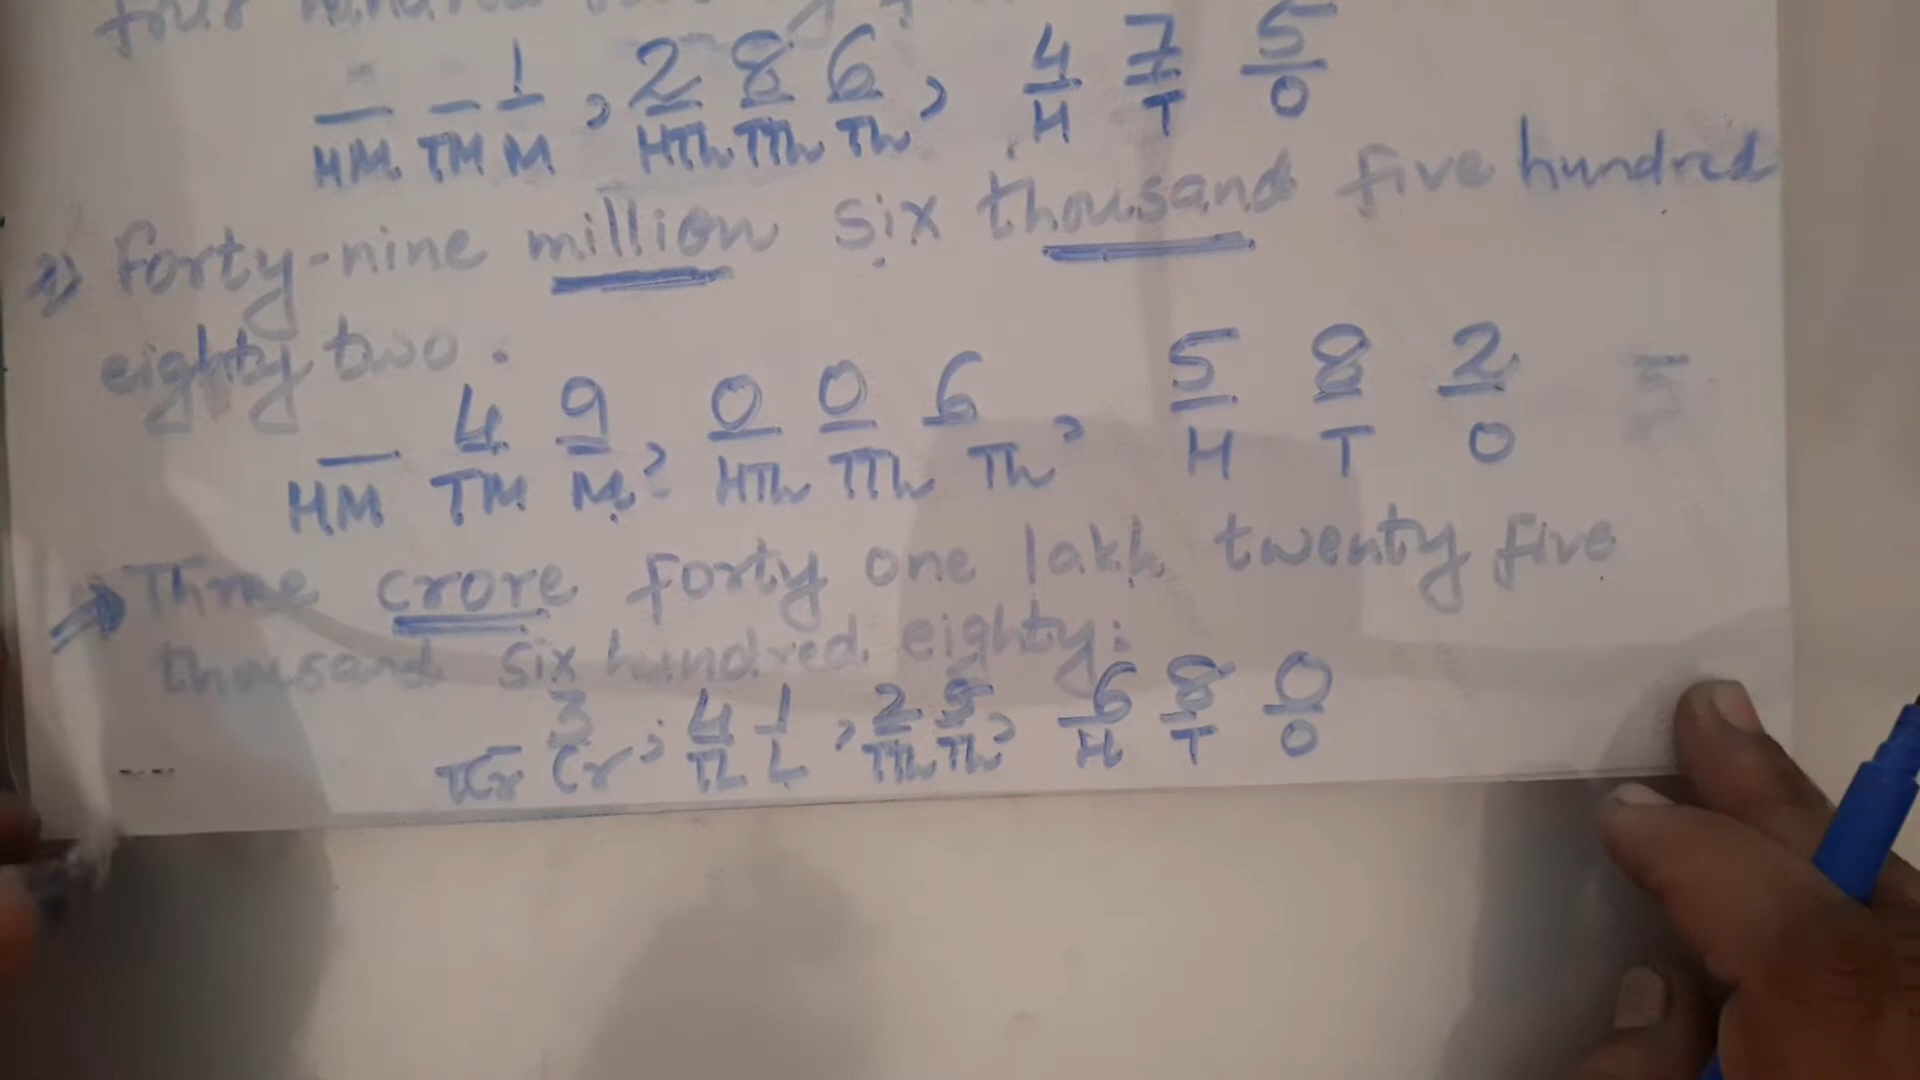 four hundred
1 , 2 8 6 , 4 7 5
HM TM M HTh TTh Th H T O
2) forty-nine million six thousand five hundred
eighty two .
4 9 , 0 0 6 , 5 8 2
HM TM M HTh TTh Th H T O
Three crore forty one lakh twenty five
thousand six hundred eighty :
3 , 4 1 , 2 5 , 6 8 0
TCr Cr TL L TTh Th H T O